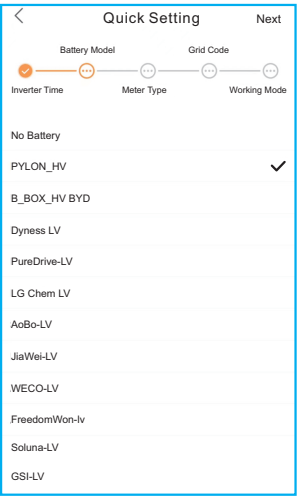 Quick Setting
Next
Battery Model
Grid Code
Inverter Time
Meter Type
Working Mode
No Battery
PYLON_HV
B_BOX_HV BYD
Dyness LV
PureDrive-LV
LG Chem LV
AoBo-LV
JiaWei-LV
WECO-LV
FreedomWon-lv
Soluna-LV
GSI-LV